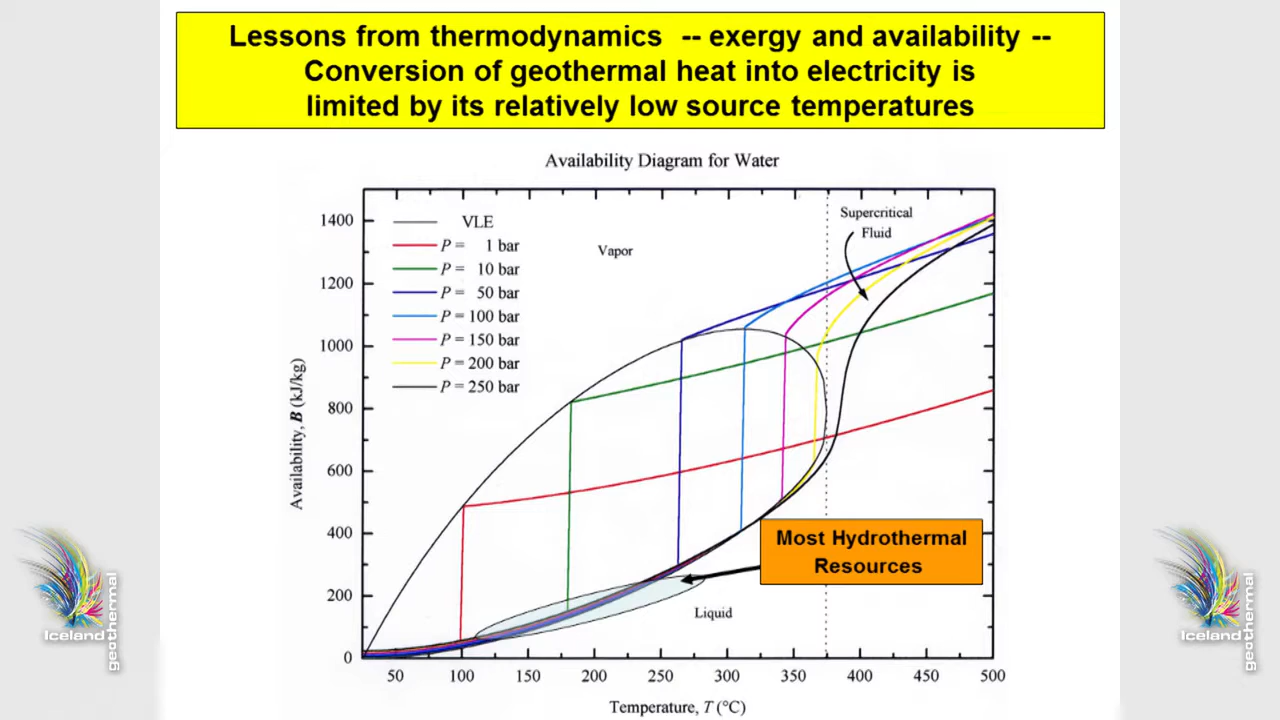 Lessons from thermodynamics -- exergy and availability --
Conversion of geothermal heat into electricity is
limited by its relatively low source temperatures
Availability Diagram for Water
Availability, B (kJ/kg)
1400
1200
1000
800
600
400
200
0
VLE
P = 1 bar
P = 10 bar
P = 50 bar
P = 100 bar
P = 150 bar
P = 200 bar
P = 250 bar
Vapor
Supercritical
Fluid
Most Hydrothermal
Resources
Liquid
50 100 150 200 250 300 350 400 450 500
Temperature, T (°C)
Iceland
geothermal
Iceland
geothermal